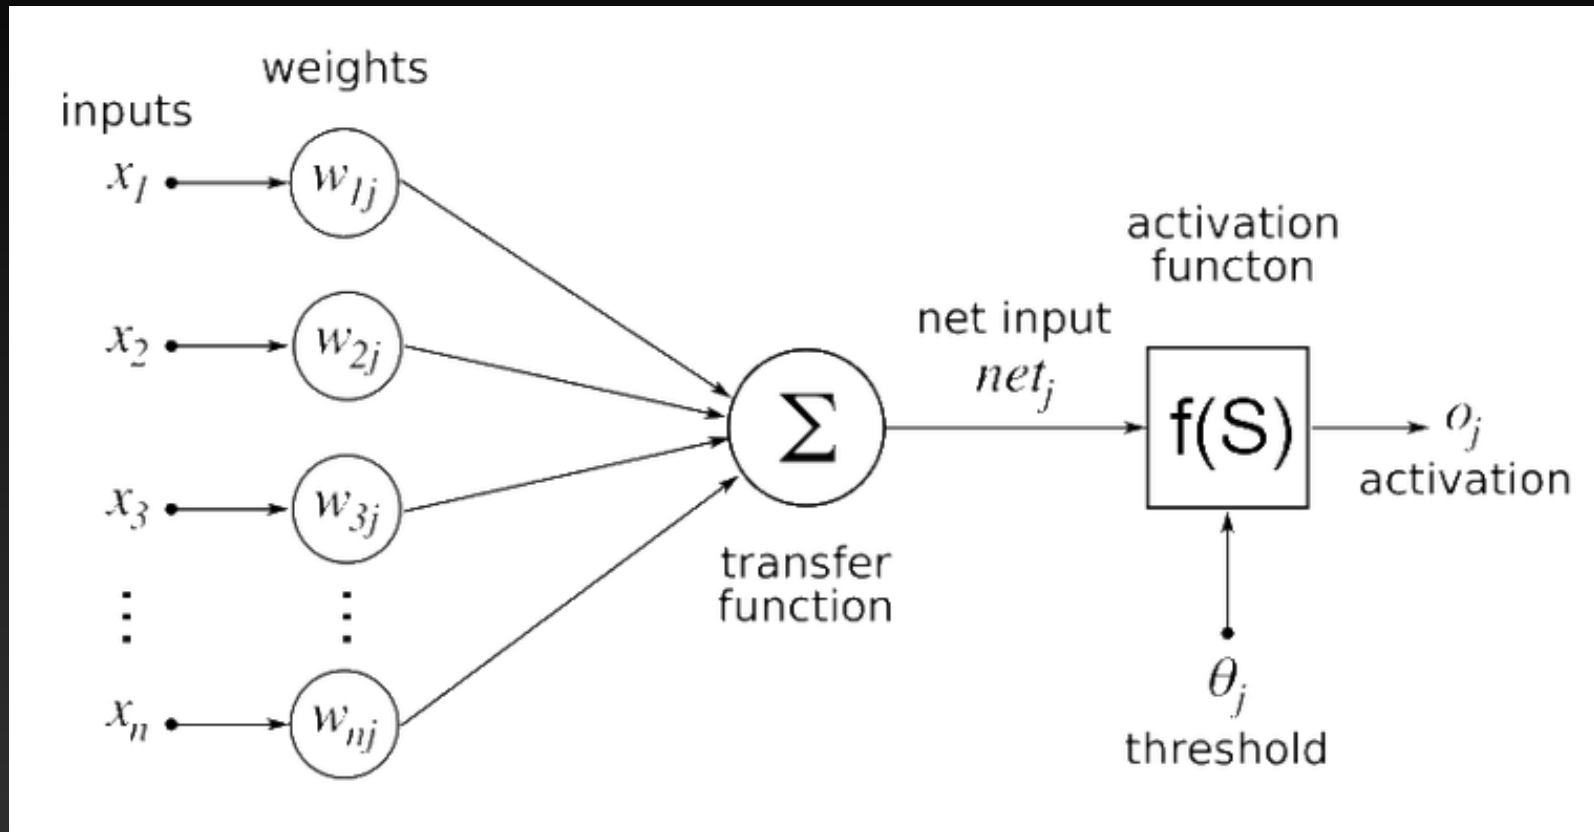 weights
inputs
x1
w1j
x2
w2j
x3
w3j
⋮
⋮
xn
wnj
Σ
transfer
function
net input
netj
activation
functon
f(S)
θj
threshold
oj
activation